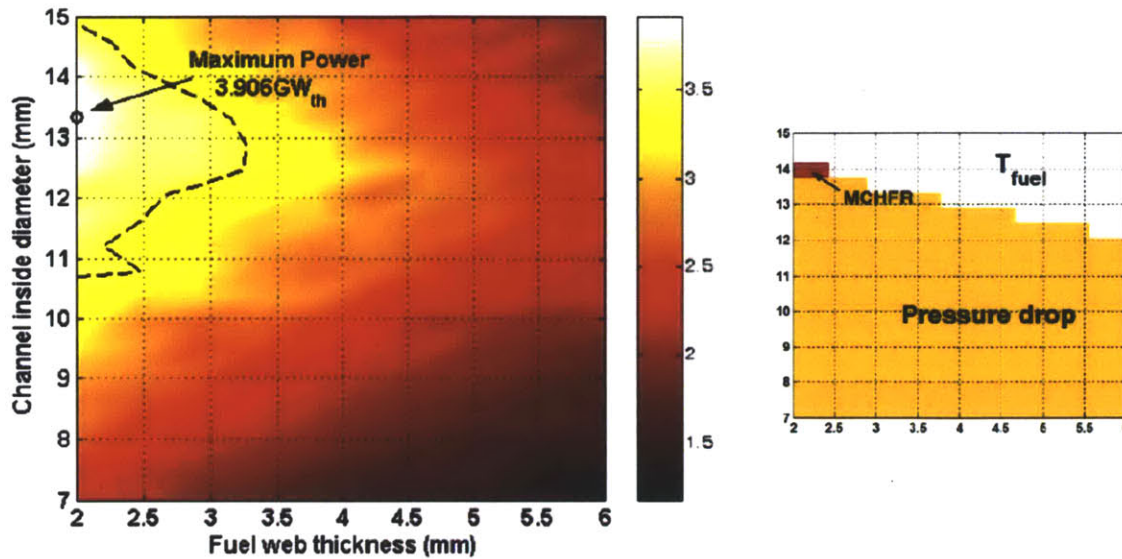 15
14
13
12
11
10
9
8
7
Channel inside diameter (mm)
Maximum Power
3.906GWth
2 2.5 3 3.5 4 4.5 5 5.5 6
Fuel web thickness (mm)
3.5
3
2.5
2
1.5
15
14
13
12
11
10
9
8
7
Tfuel
MCHFR
Pressure drop
2 2.5 3 3.5 4 4.5 5 5.5